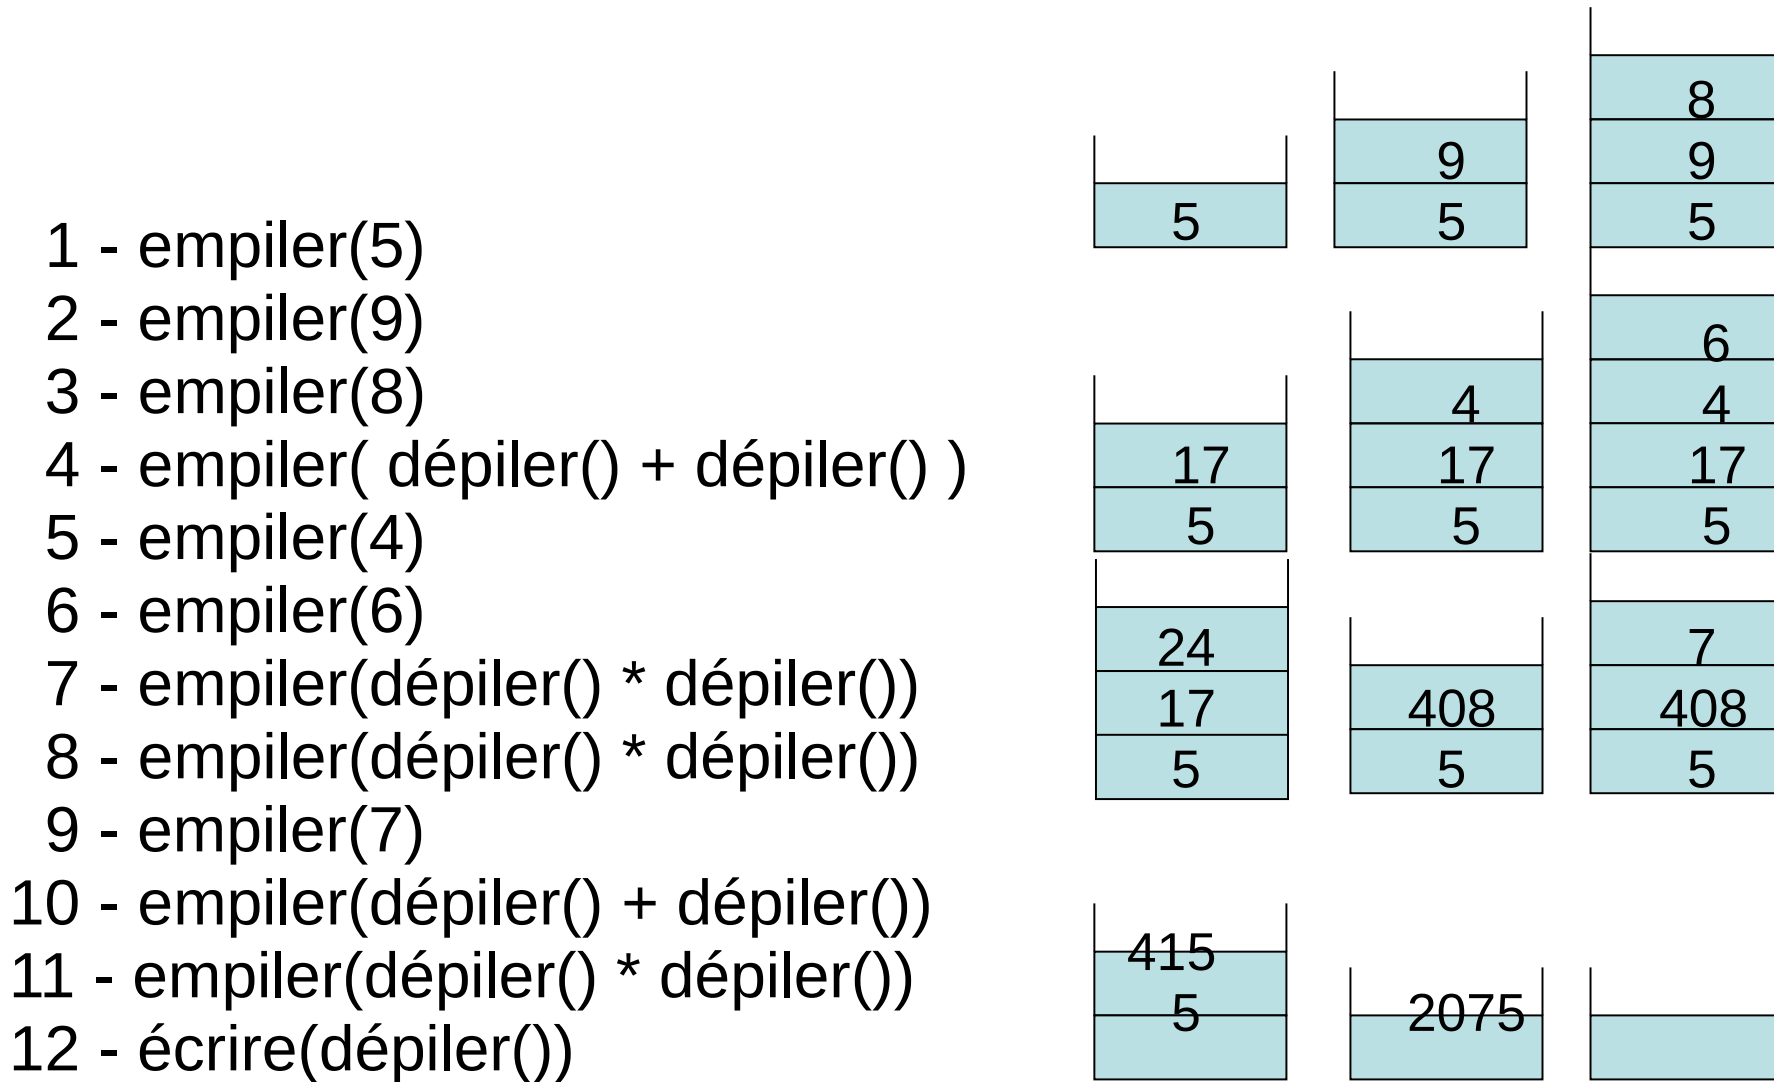 1 - empiler(5)
2 - empiler(9)
3 - empiler(8)
4 - empiler( dépiler() + dépiler() )
5 - empiler(4)
6 - empiler(6)
7 - empiler(dépiler() * dépiler())
8 - empiler(dépiler() * dépiler())
9 - empiler(7)
10 - empiler(dépiler() + dépiler())
11 - empiler(dépiler() * dépiler())
12 - écrire(dépiler())
5
9
5
8
9
5
17
5
4
17
5
6
4
17
5
24
17
5
408
5
7
408
5
415
5
2075